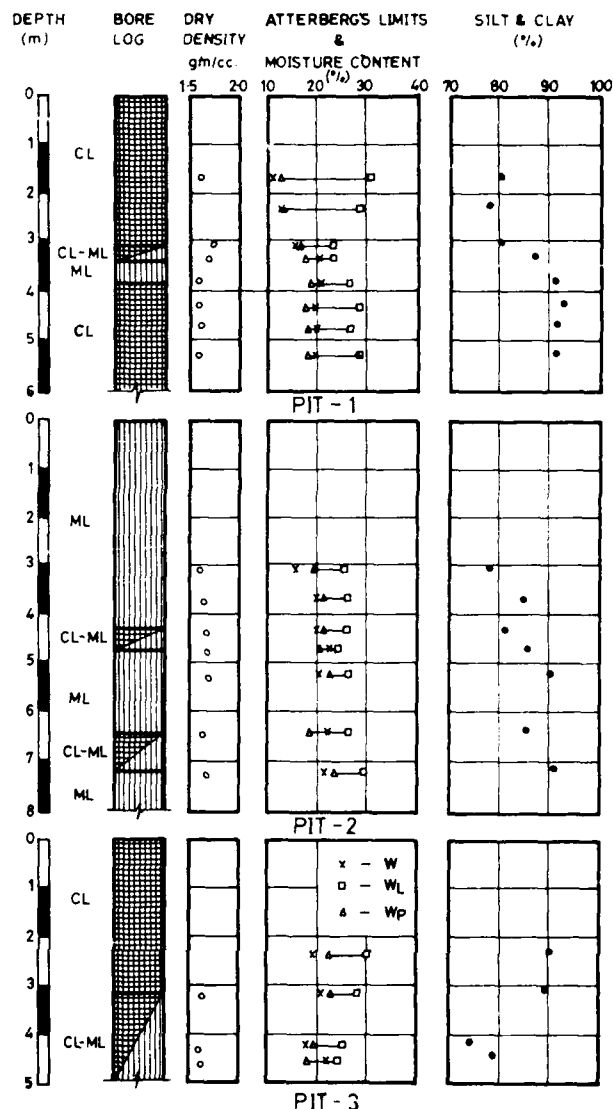 DEPTH (m) BORE LOG DRY DENSITY gm/cc. ATTERBERG'S LIMITS & MOISTURE CONTENT (%) SILT & CLAY (%)
1·5 20 10 20 30 40 70 80 90 100
0
1
CL
2
3
CL-ML
ML
4
CL
5
6
PIT - 1
0
1
2
ML
3
4
CL-ML
5
ML
6
7
CL-ML
ML
8
PIT - 2
0
x - W
1
CL
□ - WL
2
△ - WP
3
4
CL-ML
5
PIT - 3